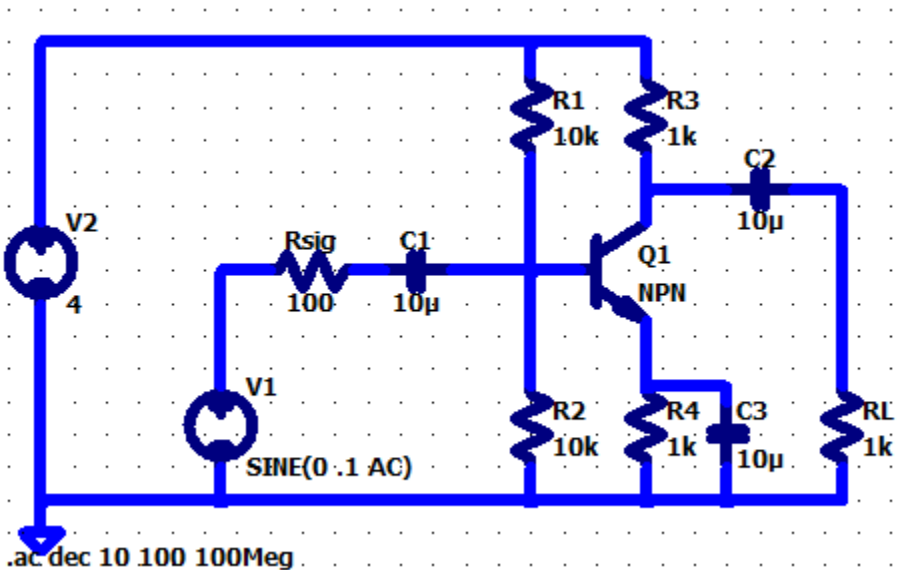 R1
10k
R3
1k
C2
10µ
V2
4
Rsig
100
C1
10µ
Q1
NPN
V1
SINE(0 .1 AC)
R2
10k
R4
1k
C3
10µ
RL
1k
.ac dec 10 100 100Meg